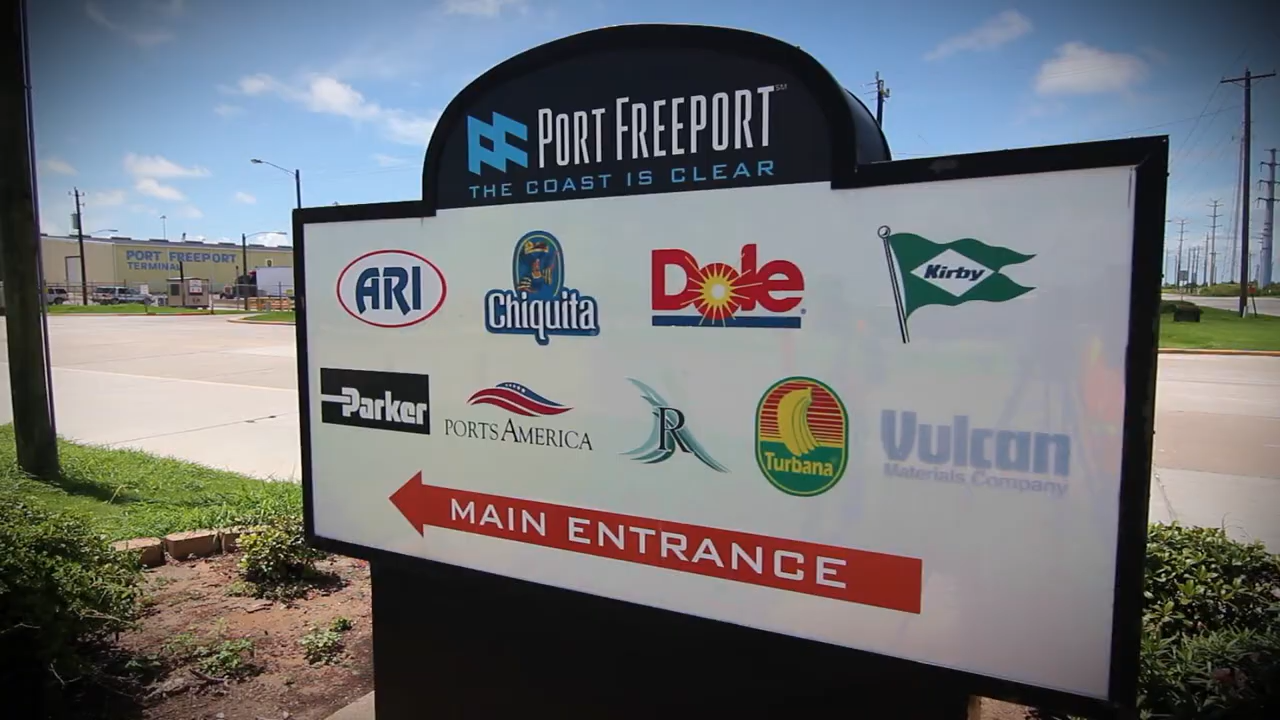 PORT FREEPORT SM
THE COAST IS CLEAR
PORT FREEPORT
TERMINAL
ARI
Chiquita
Dole
Kirby
Parker
PORTS AMERICA
R
Turbana
Vulcan
Materials Company
MAIN ENTRANCE